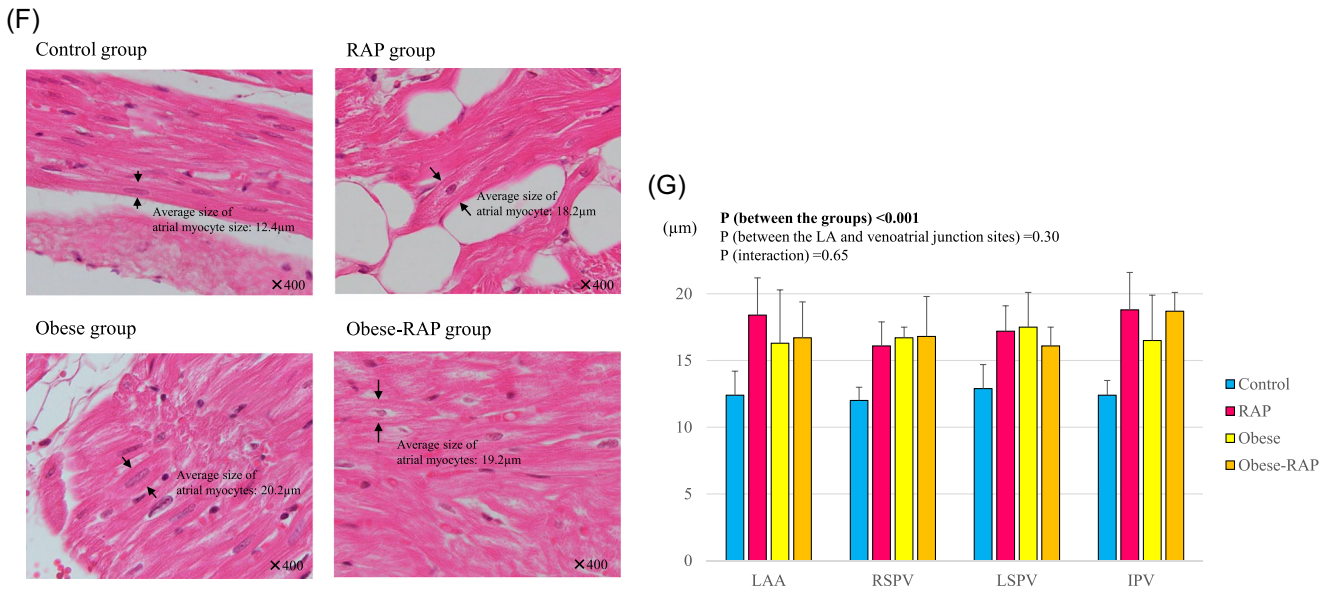 (F)
Control group
Average size of
atrial myocyte size: 12.4μm
×400
RAP group
Average size of
atrial myocyte: 18.2μm
×400
Obese group
Average size of
atrial myocytes: 20.2μm
×400
Obese-RAP group
Average size of
atrial myocytes: 19.2μm
×400
(G)
(μm)
P (between the groups) <0.001
P (between the LA and venoatrial junction sites) =0.30
P (interaction) =0.65
20
15
10
5
0
LAA
RSPV
LSPV
IPV
Control
RAP
Obese
Obese-RAP